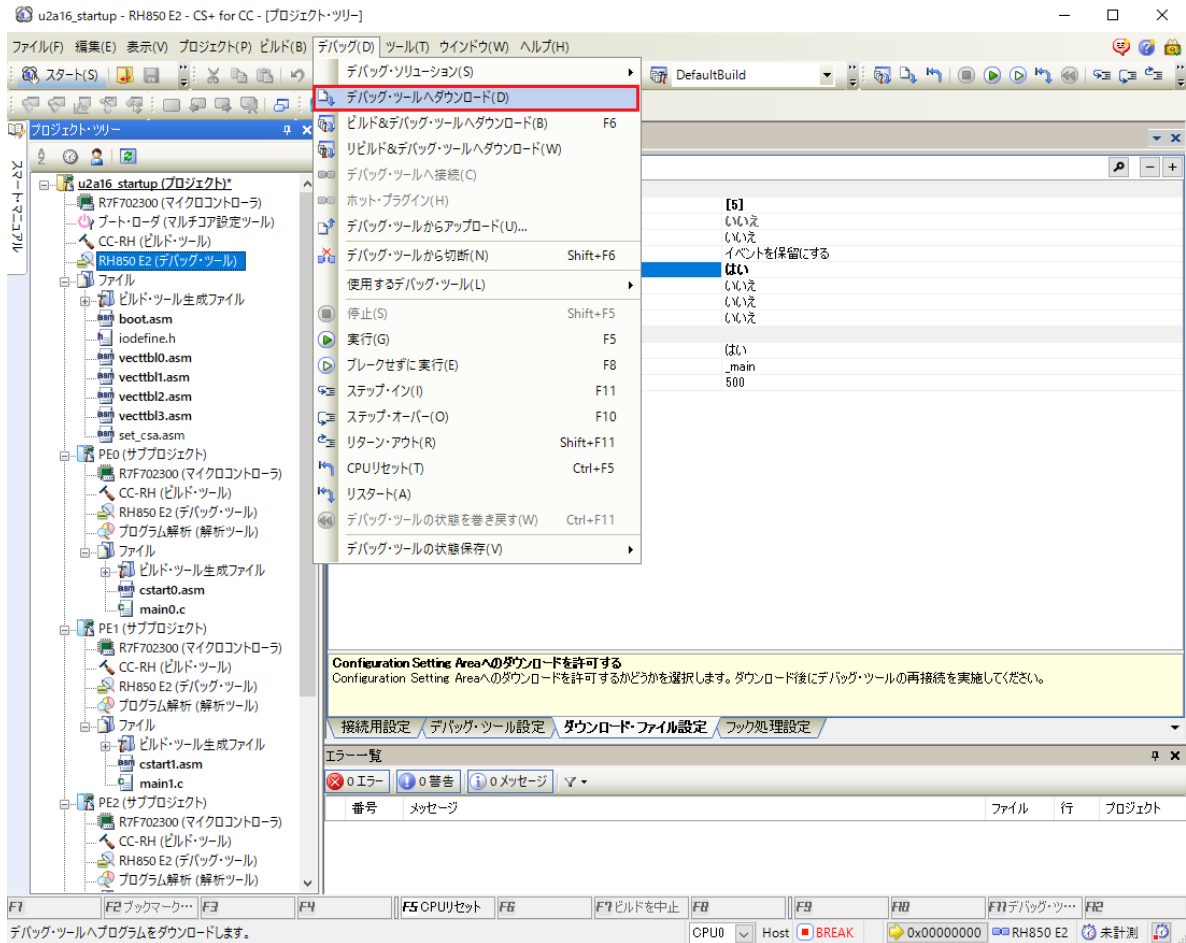 u2a16_startup - RH850 E2 - CS+ for CC - [プロジェクト・ツリー]
ファイル(F) 編集(E) 表示(V) プロジェクト(P) ビルド(B) デバッグ(D) ツール(T) ウインドウ(W) ヘルプ(H)
スタート(S)
DefaultBuild
デバッグ・ソリューション(S)
デバッグ・ツールへダウンロード(D)
ビルド&デバッグ・ツールへダウンロード(B) F6
リビルド&デバッグ・ツールへダウンロード(W)
デバッグ・ツールへ接続(C)
ホット・プラグイン(H)
デバッグ・ツールからアップロード(U)...
デバッグ・ツールから切断(N) Shift+F6
使用するデバッグ・ツール(L)
停止(S) Shift+F5
実行(G) F5
ブレークせずに実行(E) F8
ステップ・イン(I) F11
ステップ・オーバー(O) F10
リターン・アウト(R) Shift+F11
CPUリセット(T) Ctrl+F5
リスタート(A)
デバッグ・ツールの状態を巻き戻す(W) Ctrl+F11
デバッグ・ツールの状態保存(V)
スマートマニュアル
プロジェクト・ツリー
u2a16_startup (プロジェクト)*
R7F702300 (マイクロコントローラ)
ブート・ローダ (マルチコア設定ツール)
CC-RH (ビルド・ツール)
RH850 E2 (デバッグ・ツール)
ファイル
ビルド・ツール生成ファイル
boot.asm
iodefine.h
vecttbl0.asm
vecttbl1.asm
vecttbl2.asm
vecttbl3.asm
set_csa.asm
PE0 (サブプロジェクト)
R7F702300 (マイクロコントローラ)
CC-RH (ビルド・ツール)
RH850 E2 (デバッグ・ツール)
プログラム解析 (解析ツール)
ファイル
ビルド・ツール生成ファイル
cstart0.asm
main0.c
PE1 (サブプロジェクト)
R7F702300 (マイクロコントローラ)
CC-RH (ビルド・ツール)
RH850 E2 (デバッグ・ツール)
プログラム解析 (解析ツール)
ファイル
ビルド・ツール生成ファイル
cstart1.asm
main1.c
PE2 (サブプロジェクト)
R7F702300 (マイクロコントローラ)
CC-RH (ビルド・ツール)
RH850 E2 (デバッグ・ツール)
プログラム解析 (解析ツール)
[5]
いいえ
いいえ
イベントを保留にする
はい
いいえ
いいえ
いいえ
はい
_main
500
Configuration Setting Areaへのダウンロードを許可する
Configuration Setting Areaへのダウンロードを許可するかどうかを選択します。ダウンロード後にデバッグ・ツールの再接続を実施してください。
接続用設定 デバッグ・ツール設定 ダウンロード・ファイル設定 フック処理設定
エラー一覧
0 エラー 0 警告 0 メッセージ
番号 メッセージ ファイル 行 プロジェクト
F1 F2 ブックマーク… F3 F4 F5 CPUリセット F6 F7 ビルドを中止 F8 F9 F10 F11 デバッグ・ツ… F12
デバッグ・ツールへプログラムをダウンロードします。 CPU0 Host BREAK 0x00000000 RH850 E2 未計測